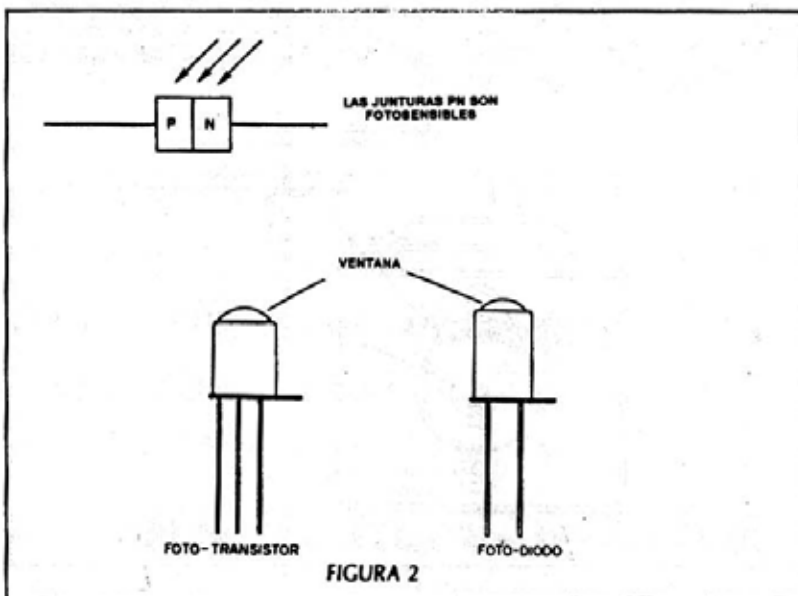 P N
LAS JUNTURAS PN SON
FOTOSENSIBLES
VENTANA
FOTO-TRANSISTOR
FOTO-DIODO
FIGURA 2